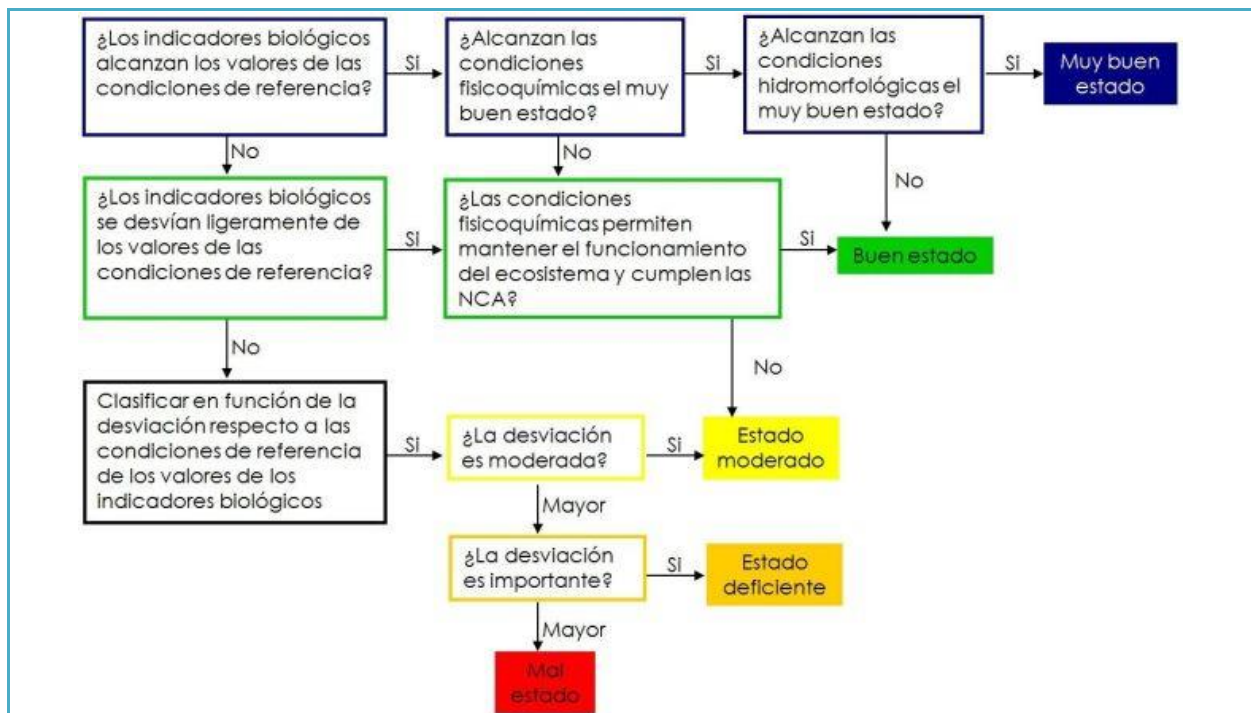 ¿Los indicadores biológicos
alcanzan los valores de las
condiciones de referencia?
Si
¿Alcanzan las
condiciones
fisicoquímicas el muy
buen estado?
Si
¿Alcanzan las
condiciones
hidromorfológicas el
muy buen estado?
Si
Muy buen
estado
No
No
No
¿Los indicadores biológicos
se desvían ligeramente de
los valores de las
condiciones de referencia?
Si
¿Las condiciones
fisicoquímicas permiten
mantener el funcionamiento
del ecosistema y cumplen las
NCA?
Si
Buen estado
No
No
Clasificar en función de la
desviación respecto a las
condiciones de referencia
de los valores de los
indicadores biológicos
Si
¿La desviación
es moderada?
Si
Estado
moderado
Mayor
¿La desviación
es importante?
Si
Estado
deficiente
Mayor
Mal
estado